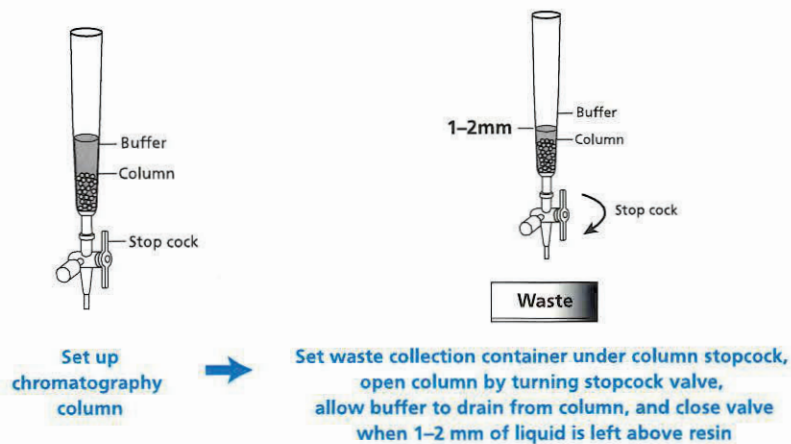 Buffer
Column
Stop cock
Buffer
1–2mm
Column
Stop cock
Waste
Set up
chromatography
column
Set waste collection container under column stopcock,
open column by turning stopcock valve,
allow buffer to drain from column, and close valve
when 1–2 mm of liquid is left above resin